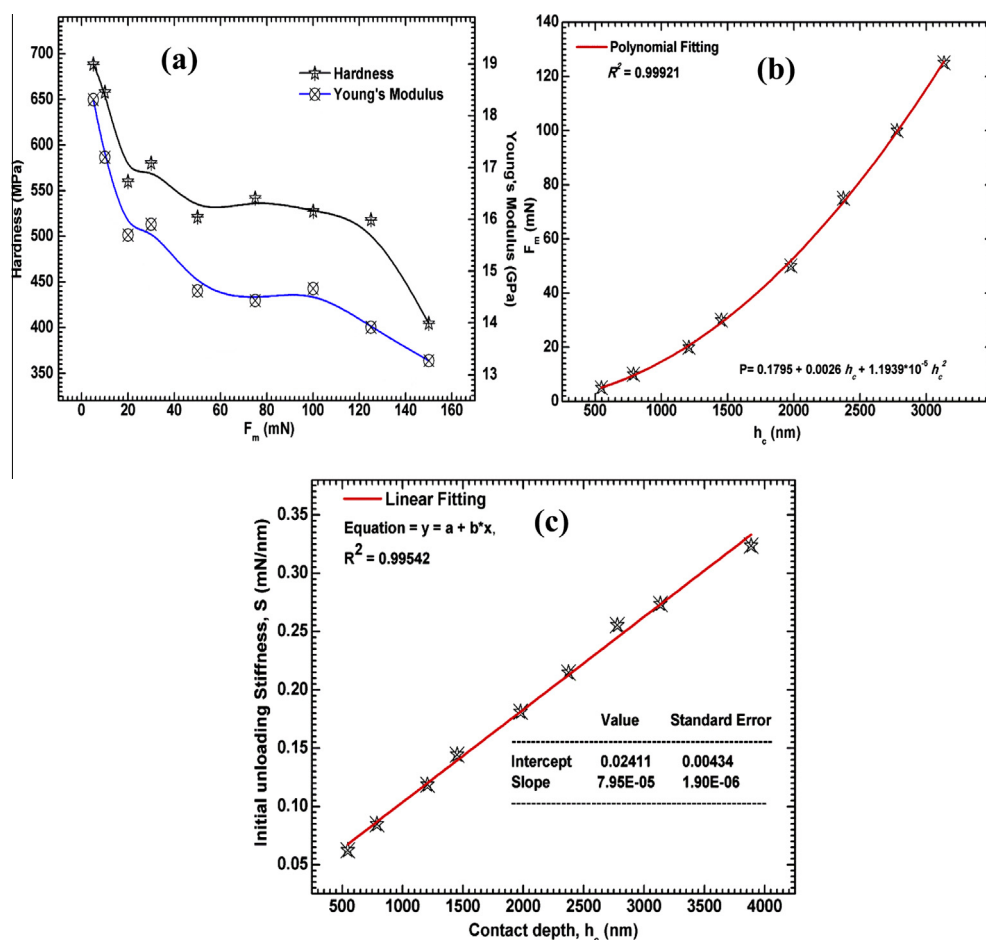 (a)
Hardness
Young's Modulus
Hardness (MPa)
700
650
600
550
500
450
400
350
Young's Modulus (GPa)
19
18
17
16
15
14
13
0 20 40 60 80 100 120 140 160
F_m (mN)
(b)
Polynomial Fitting
R² = 0.99921
F_m (Nm)
140
120
100
80
60
40
20
0
P= 0.1795 + 0.0026 h_c + 1.1939*10⁻⁵ h_c²
500 1000 1500 2000 2500 3000
h_c (nm)
(c)
Linear Fitting
Equation = y = a + b*x,
R² = 0.99542
Initial unloading Stiffness, S (mN/nm)
0.35
0.30
0.25
0.20
0.15
0.10
0.05
Value Standard Error
Intercept 0.02411 0.00434
Slope 7.95E-05 1.90E-06
500 1000 1500 2000 2500 3000 3500 4000
Contact depth, h_c (nm)